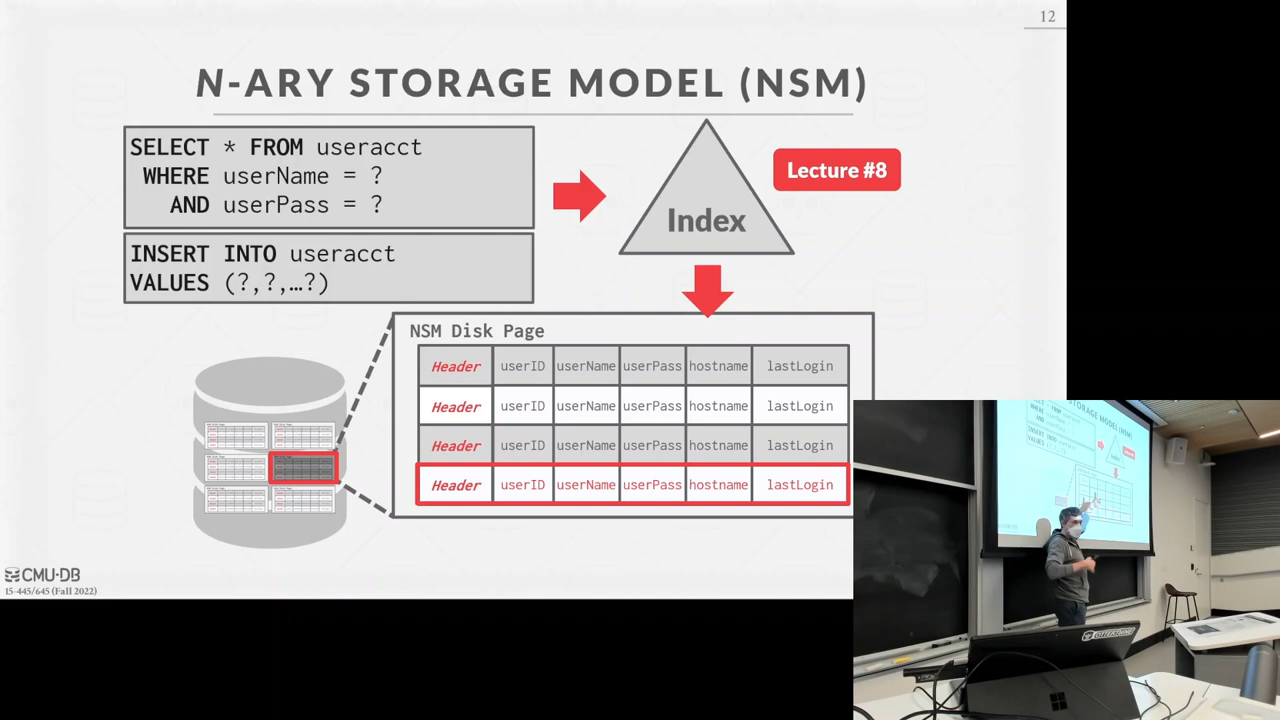 12
N-ARY STORAGE MODEL (NSM)
SELECT * FROM useracct
WHERE userName = ?
AND userPass = ?
INSERT INTO useracct
VALUES (?,?,…?)
Index
Lecture #8
NSM Disk Page
Header userID userName userPass hostname lastLogin
Header userID userName userPass hostname lastLogin
Header userID userName userPass hostname lastLogin
Header userID userName userPass hostname lastLogin
CMU·DB
15-445/645 (Fall 2022)